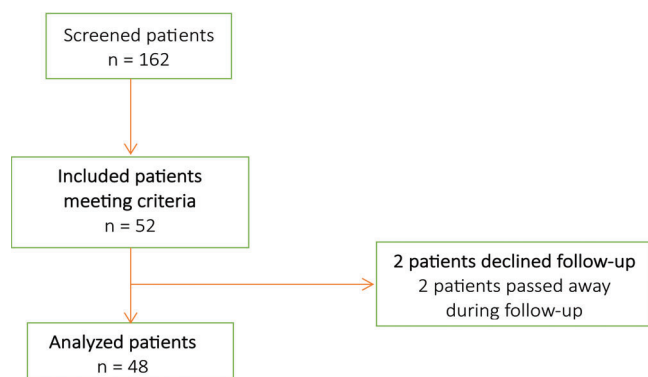 Screened patients
n = 162
Included patients
meeting criteria
n = 52
2 patients declined follow-up
2 patients passed away
during follow-up
Analyzed patients
n = 48